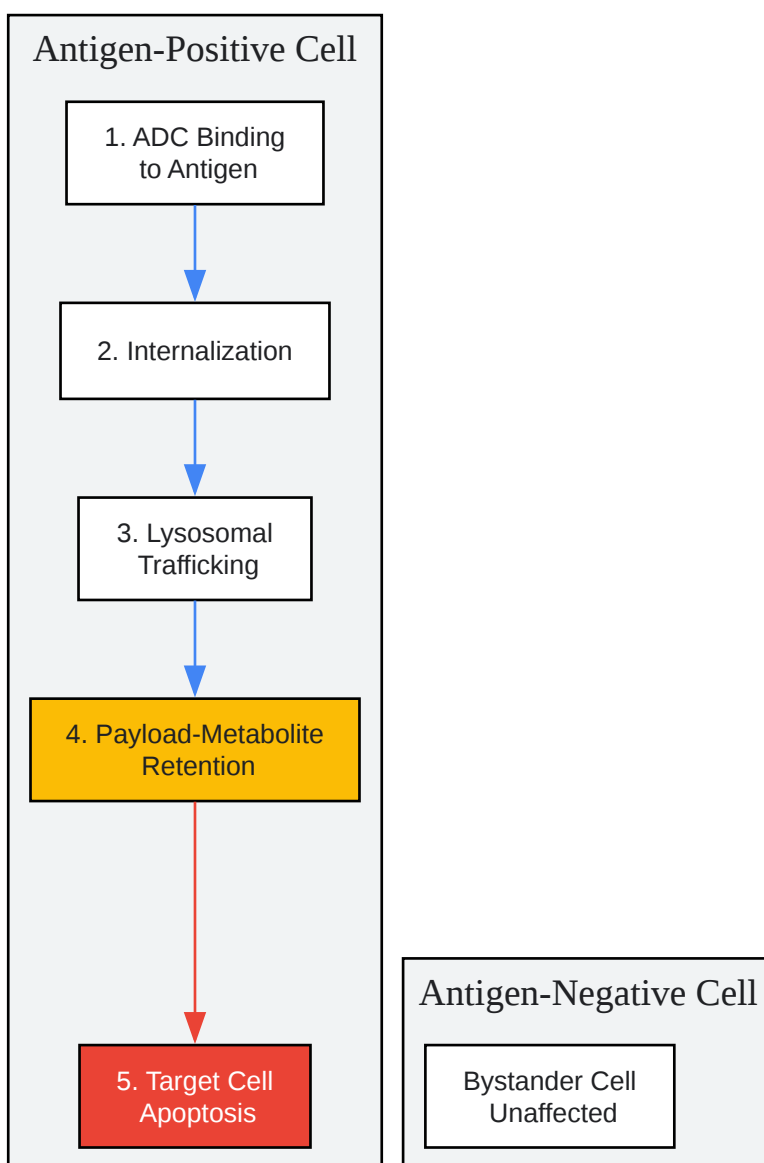 Antigen-Positive Cell
1. ADC Binding
to Antigen
2. Internalization
3. Lysosomal
Trafficking
4. Payload-Metabolite
Retention
5. Target Cell
Apoptosis
Antigen-Negative Cell
Bystander Cell
Unaffected